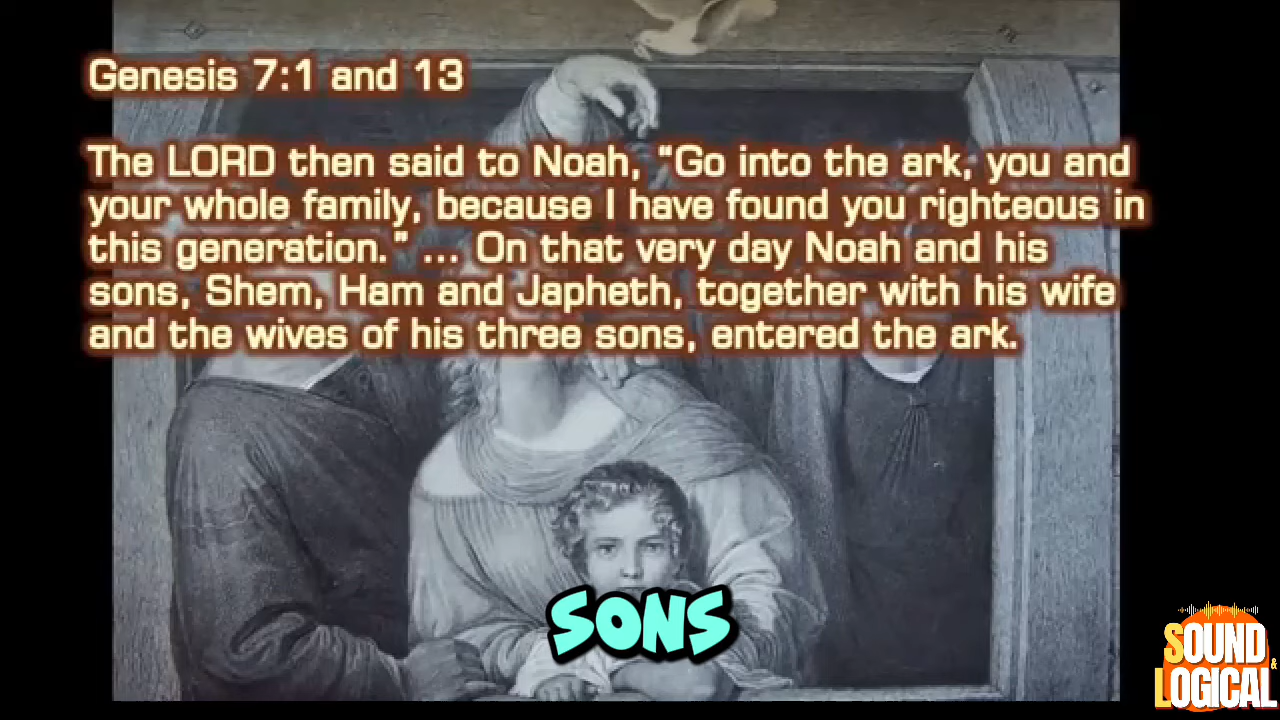 Genesis 7:1 and 13
The LORD then said to Noah, “Go into the ark, you and
your whole family, because I have found you righteous in
this generation.” ... On that very day Noah and his
sons, Shem, Ham and Japheth, together with his wife
and the wives of his three sons, entered the ark.
SONS
SOUND
&
LOGICAL